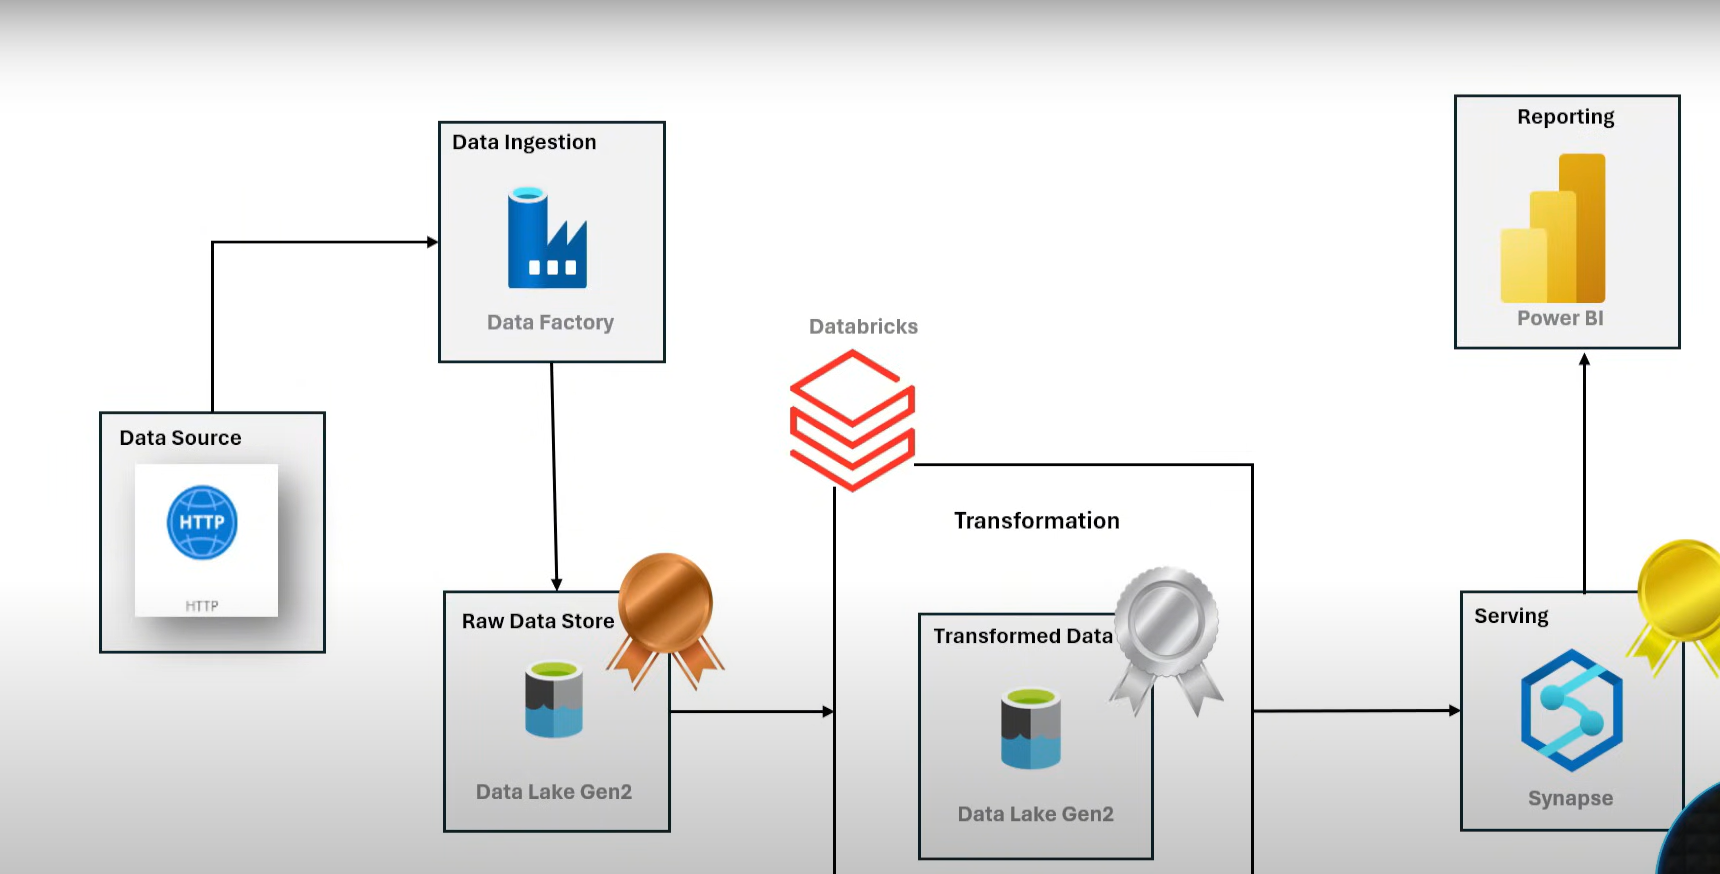 Data Source
HTTP
HTTP
Data Ingestion
Data Factory
Raw Data Store
Data Lake Gen2
Databricks
Transformation
Transformed Data
Data Lake Gen2
Serving
Synapse
Reporting
Power BI